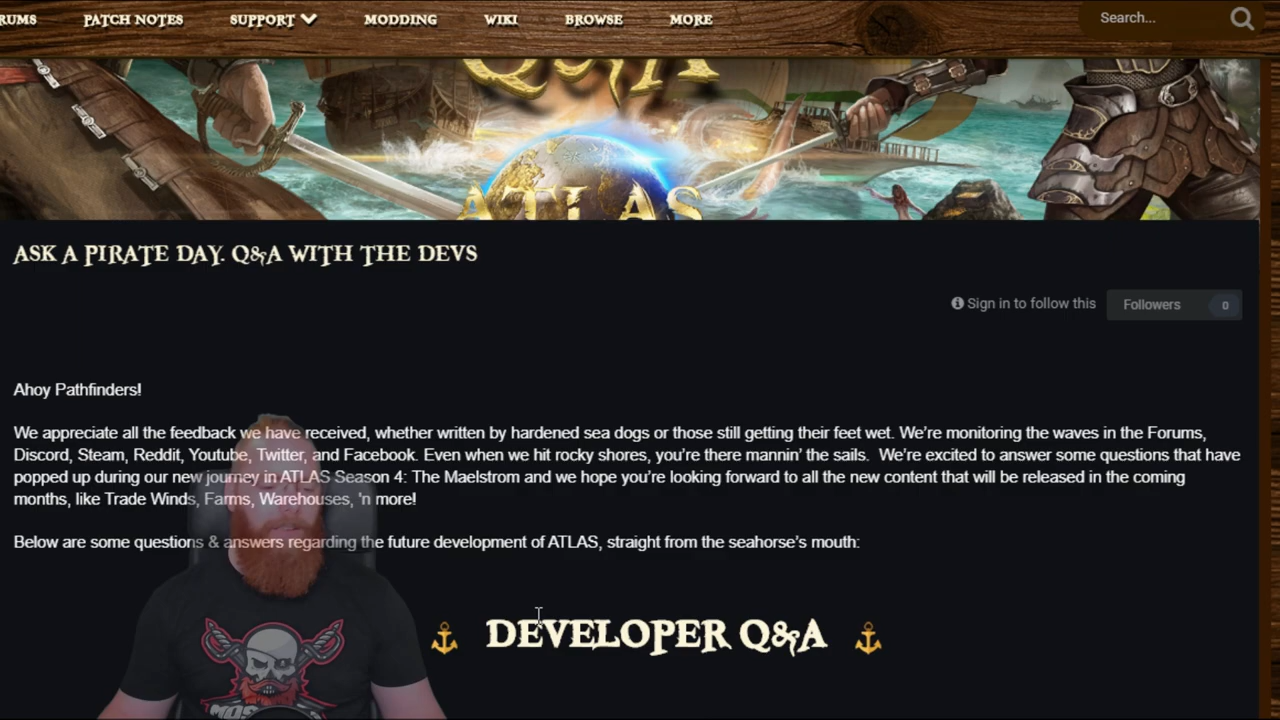 RUMS PATCH NOTES SUPPORT MODDING WIKI BROWSE MORE Search...
Q&A
ATLAS
ASK A PIRATE DAY. Q&A WITH THE DEVS
Sign in to follow this Followers 0
Ahoy Pathfinders!
We appreciate all the feedback we have received, whether written by hardened sea dogs or those still getting their feet wet. We're monitoring the waves in the Forums,
Discord, Steam, Reddit, Youtube, Twitter, and Facebook. Even when we hit rocky shores, you're there mannin' the sails. We're excited to answer some questions that have
popped up during our new journey in ATLAS Season 4: The Maelstrom and we hope you're looking forward to all the new content that will be released in the coming
months, like Trade Winds, Farms, Warehouses, 'n more!
Below are some questions & answers regarding the future development of ATLAS, straight from the seahorse's mouth:
DEVELOPER Q&A